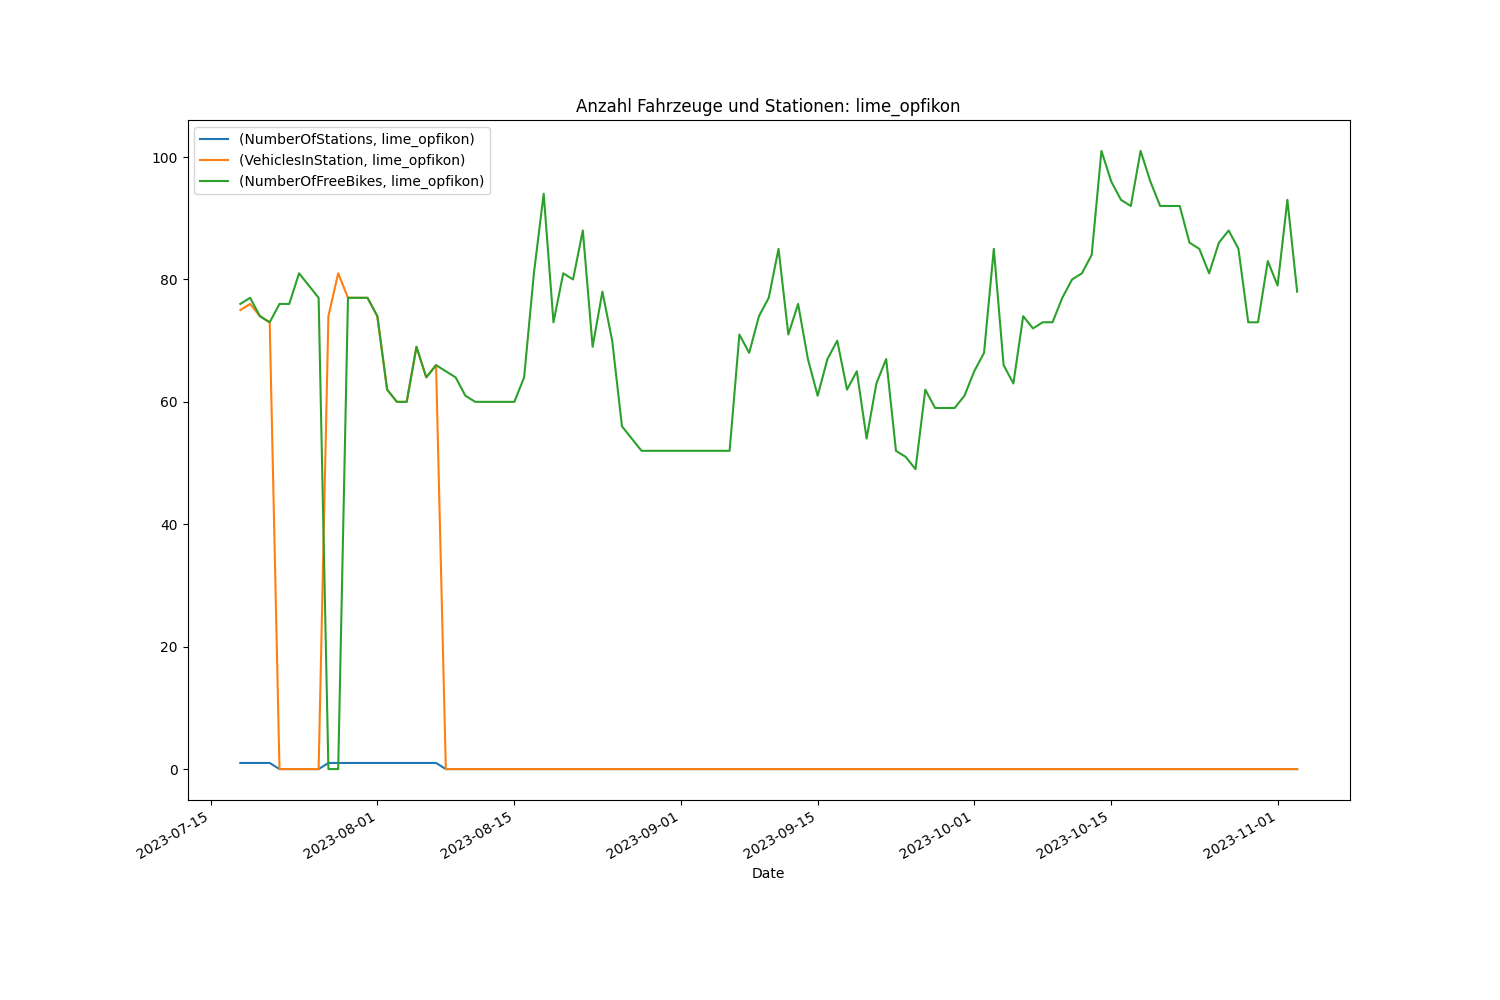 Anzahl Fahrzeuge und Stationen: lime_opfikon
(NumberOfStations, lime_opfikon)
(VehiclesInStation, lime_opfikon)
(NumberOfFreeBikes, lime_opfikon)
100
80
60
40
20
0
2023-07-15
2023-08-01
2023-08-15
2023-09-01
2023-09-15
2023-10-01
2023-10-15
2023-11-01
Date